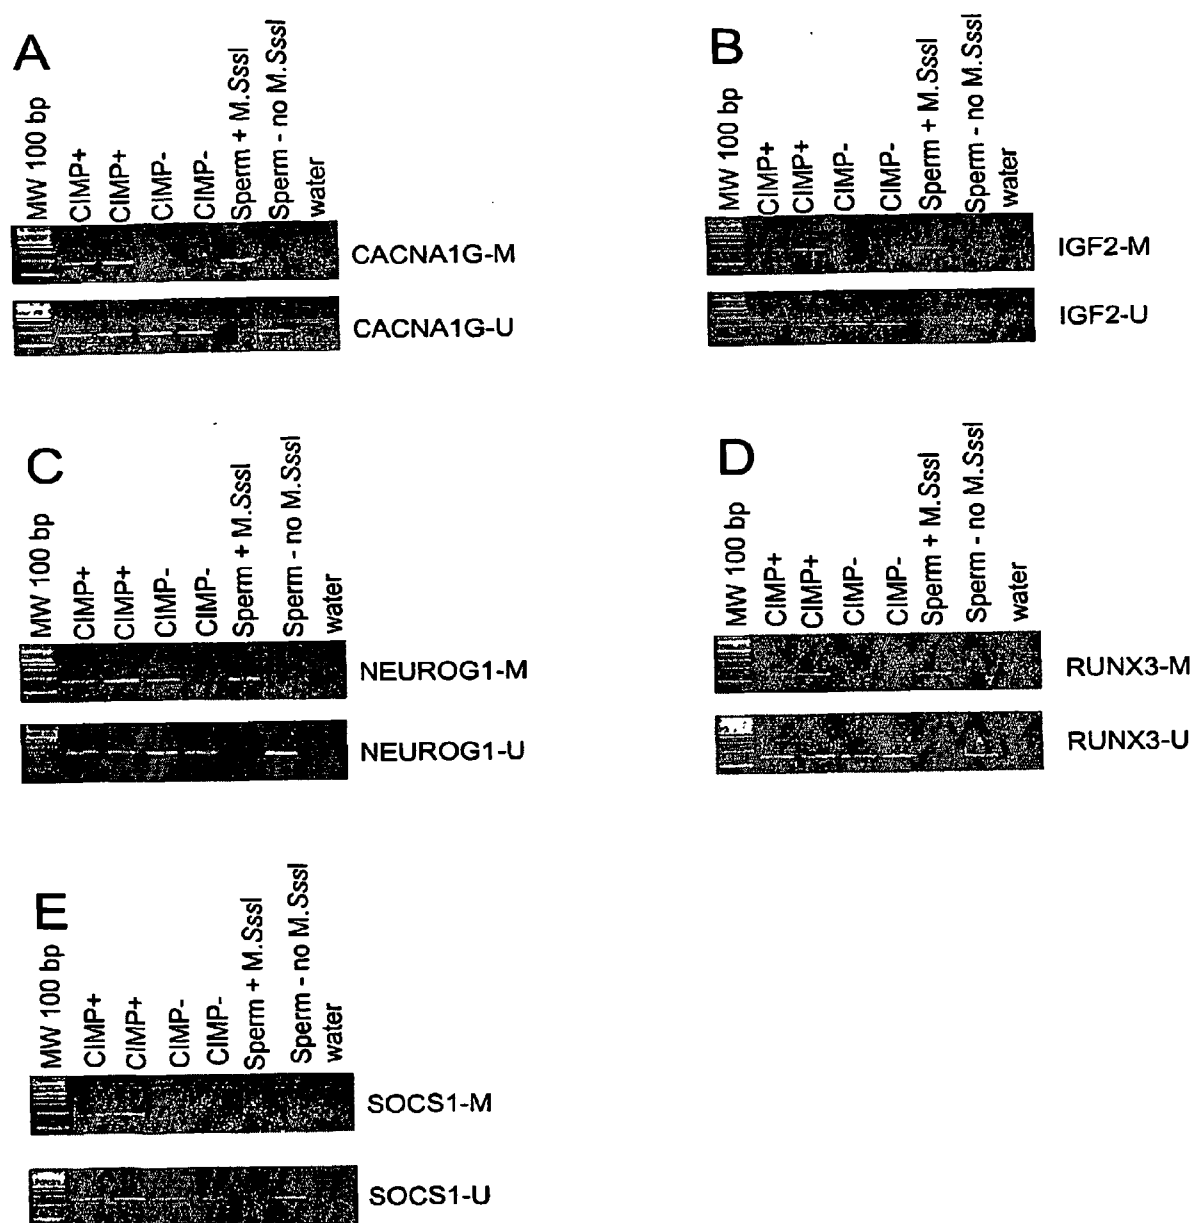 A
MW 100 bp
CIMP+
CIMP+
CIMP-
CIMP-
Sperm + M.SssI
Sperm - no M.SssI
water
CACNA1G-M
CACNA1G-U
B
MW 100 bp
CIMP+
CIMP+
CIMP-
CIMP-
Sperm + M.SssI
Sperm - no M.SssI
water
IGF2-M
IGF2-U
C
MW 100 bp
CIMP+
CIMP+
CIMP-
CIMP-
Sperm + M.SssI
Sperm - no M.SssI
water
NEUROG1-M
NEUROG1-U
D
MW 100 bp
CIMP+
CIMP+
CIMP-
CIMP-
Sperm + M.SssI
Sperm - no M.SssI
water
RUNX3-M
RUNX3-U
E
MW 100 bp
CIMP+
CIMP+
CIMP-
CIMP-
Sperm + M.SssI
Sperm - no M.SssI
water
SOCS1-M
SOCS1-U